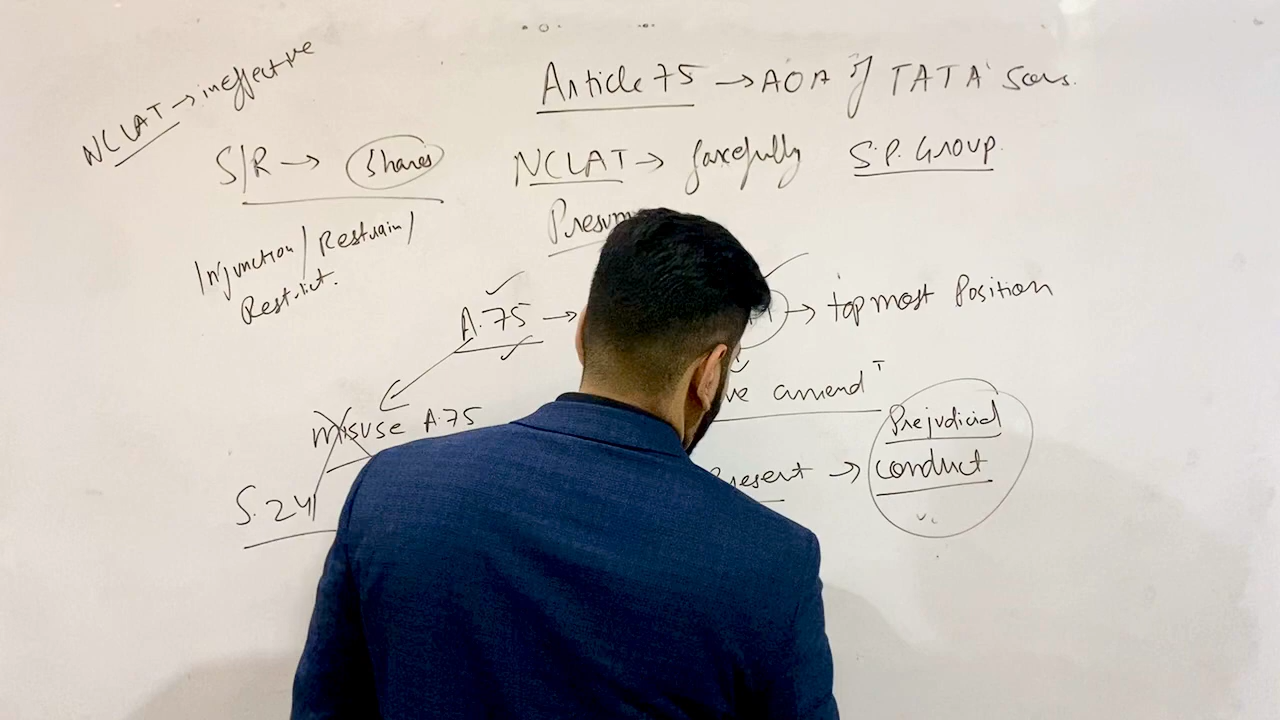 NCLAT → ineffective
Article 75 → AOA of TATA Sons.
S/R → Shares
NCLAT → forcefully S.P. GROUP.
Injunction / Restrain /
Restrict.
A.75 → → topmost Position
misuse A.75
amend
Prejudicial
conduct
S. 241